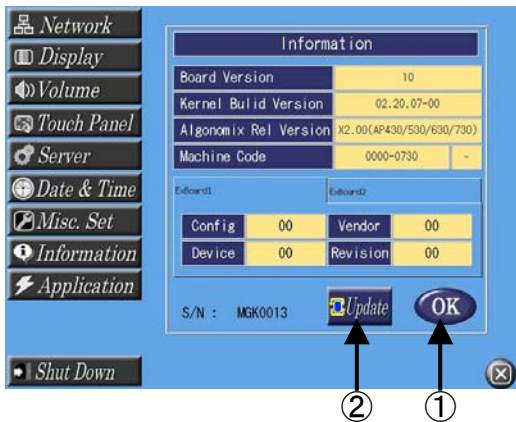 Network
Display
Volume
Touch Panel
Server
Date & Time
Misc. Set
Information
Application
Shut Down
Information
Board Version 10
Kernel Bulid Version 02.20.07-00
Algonomix Rel Version X2.00(AP430/530/630/730)
Machine Code 0000-0730 -
ExBoard1 ExBoard2
Config 00 Vendor 00
Device 00 Revision 00
S/N : MGK0013 Update OK
② ①